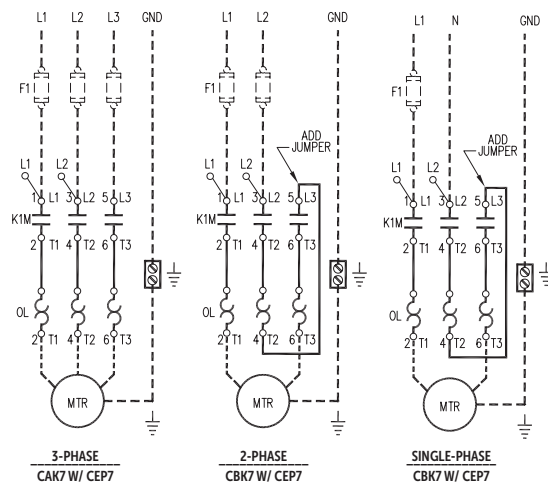 L1 L2 L3 GND
F1
L1 L2
1 L1 3 L2 5 L3
K1M
2 T1 4 T2 6 T3
OL
2 T1 4 T2 6 T3
MTR
3-PHASE
CAK7 W/ CEP7
L1 L2 GND
F1
ADD
JUMPER
L1 L2
1 L1 3 L2 5 L3
K1M
2 T1 4 T2 6 T3
OL
2 T1 4 T2 6 T3
MTR
2-PHASE
CBK7 W/ CEP7
L1 N GND
F1
ADD
JUMPER
L1 L2
1 L1 3 L2 5 L3
K1M
2 T1 4 T2 6 T3
OL
2 T1 4 T2 6 T3
MTR
SINGLE-PHASE
CBK7 W/ CEP7